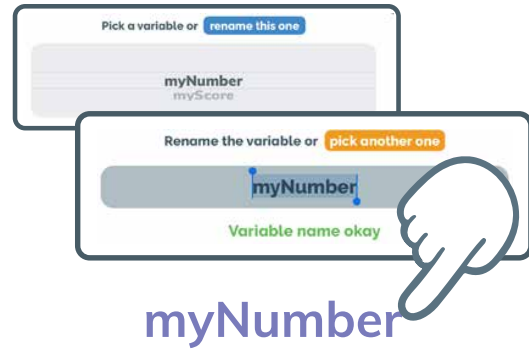 Pick a variable or rename this one
myNumber
myScore
Rename the variable or pick another one
myNumber
Variable name okay
myNumber